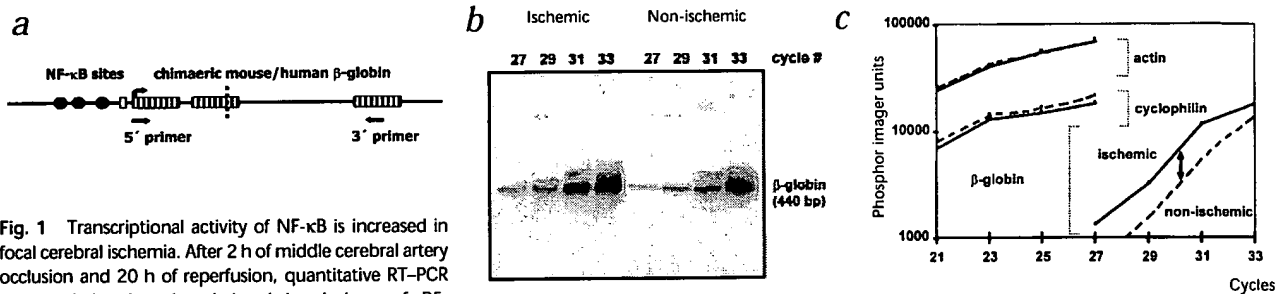 a
NF-κB sites chimaeric mouse/human β-globin
5´ primer 3´ primer
Fig. 1 Transcriptional activity of NF-κB is increased in
focal cerebral ischemia. After 2 h of middle cerebral artery
occlusion and 20 h of reperfusion, quantitative RT–PCR
b
Ischemic Non-ischemic
27 29 31 33 27 29 31 33 cycle #
β-globin
(440 bp)
c
Phosphor imager units
100000
10000
1000
actin
cyclophilin
ischemic
β-globin
non-ischemic
21 23 25 27 29 31 33
Cycles